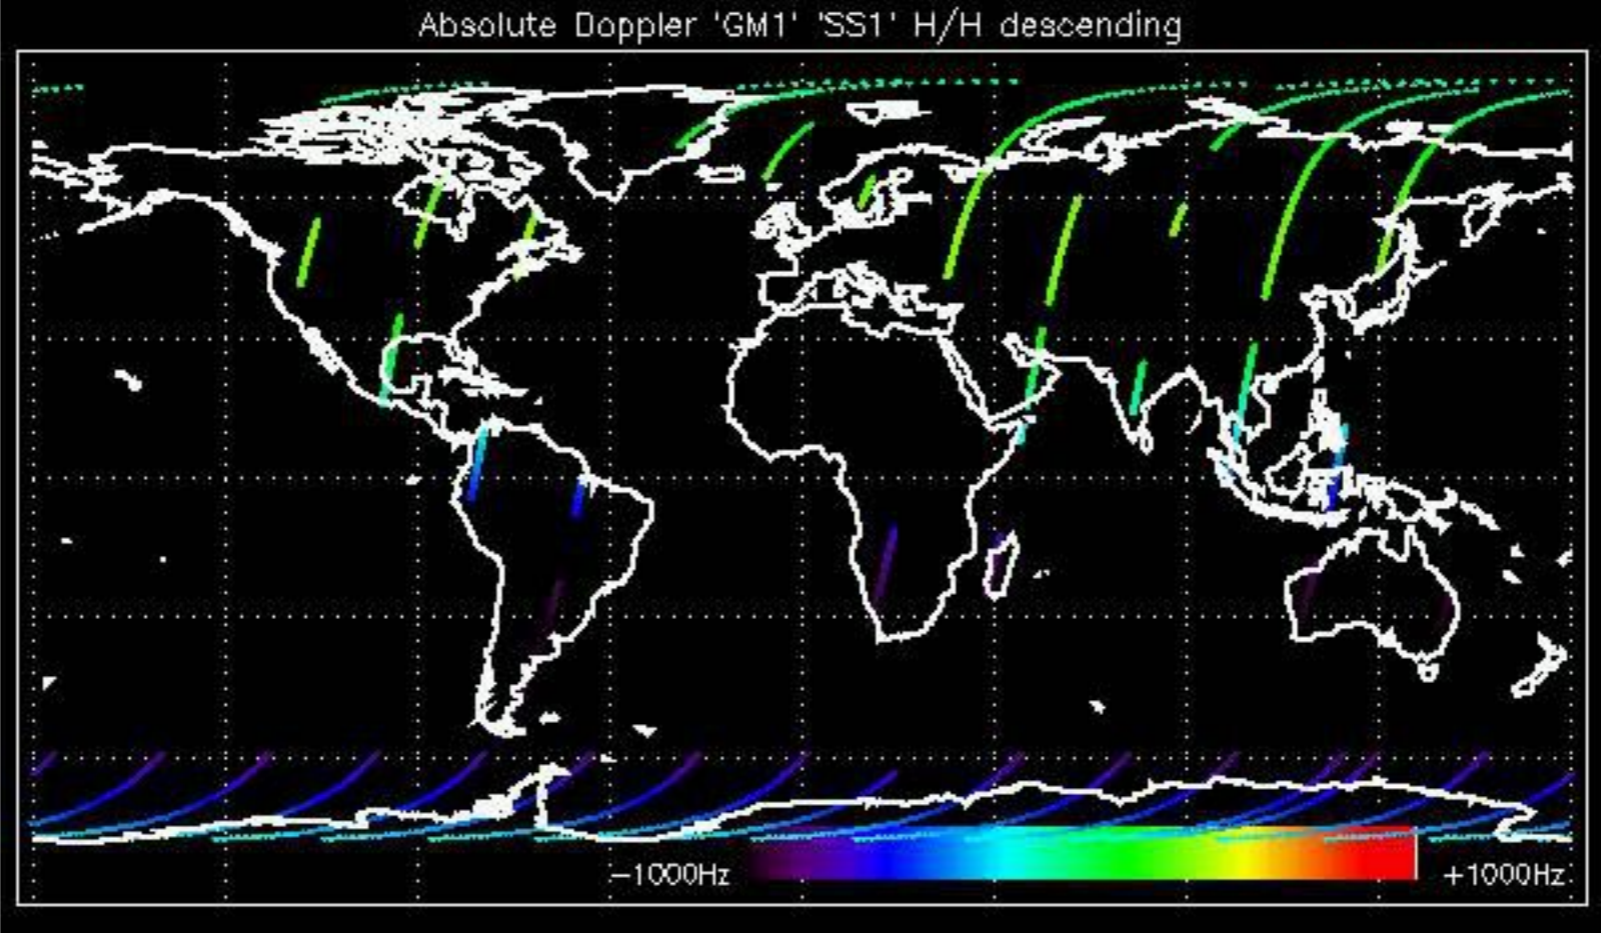 Absolute Doppler 'GM1' 'SS1' H/H descending
−1000Hz +1000Hz